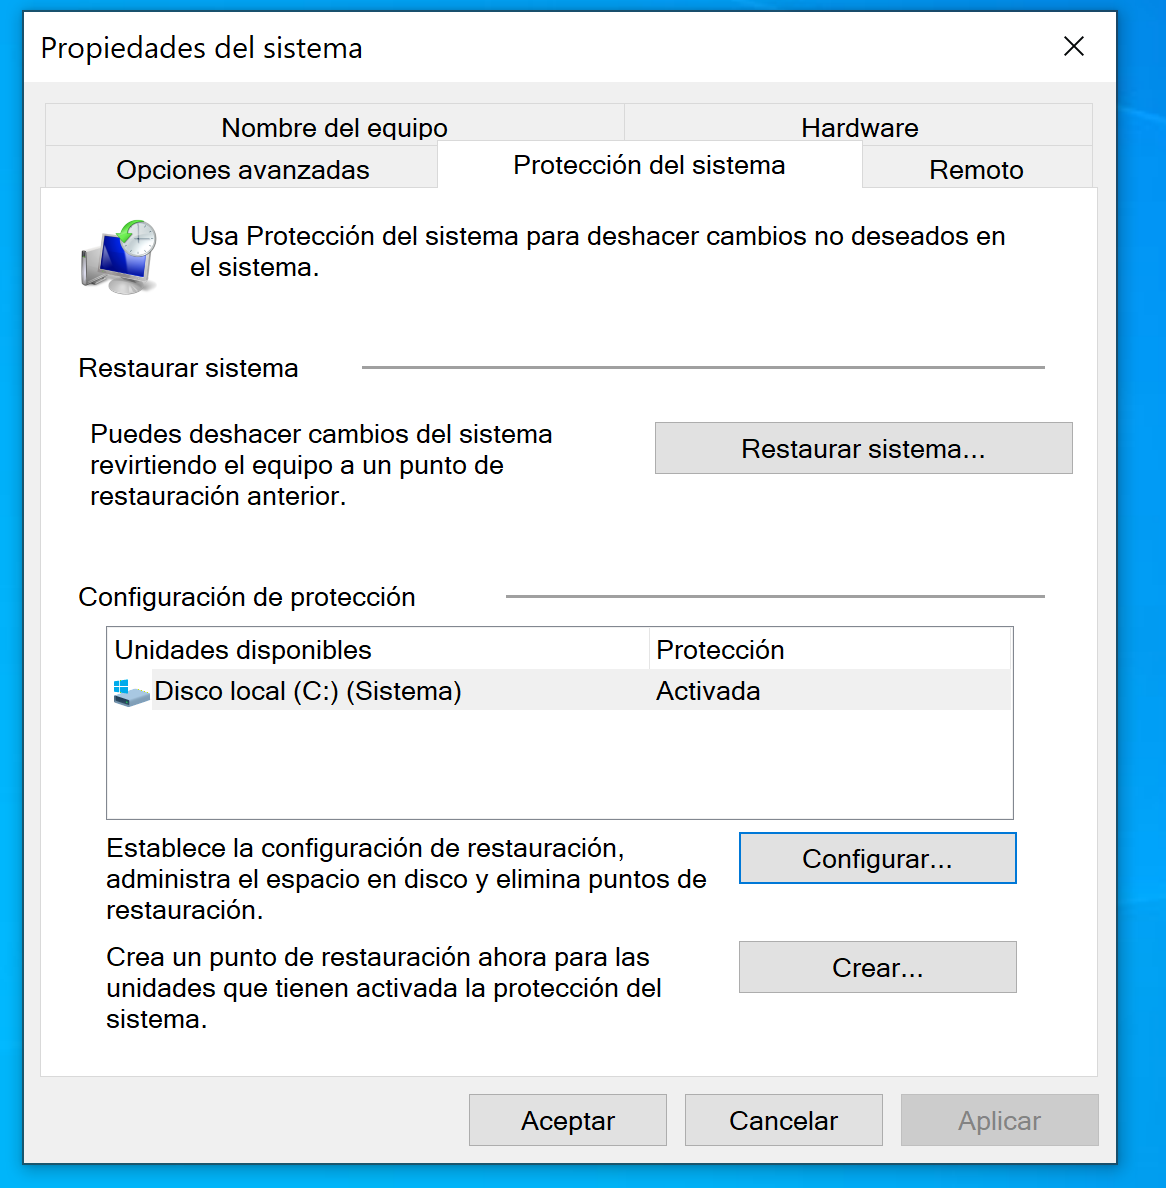 Propiedades del sistema
Nombre del equipo
Hardware
Opciones avanzadas
Protección del sistema
Remoto
Usa Protección del sistema para deshacer cambios no deseados en
el sistema.
Restaurar sistema
Puedes deshacer cambios del sistema
revirtiendo el equipo a un punto de
restauración anterior.
Restaurar sistema...
Configuración de protección
Unidades disponibles
Protección
Disco local (C:) (Sistema)
Activada
Establece la configuración de restauración,
administra el espacio en disco y elimina puntos de
restauración.
Configurar...
Crea un punto de restauración ahora para las
unidades que tienen activada la protección del
sistema.
Crear...
Aceptar
Cancelar
Aplicar